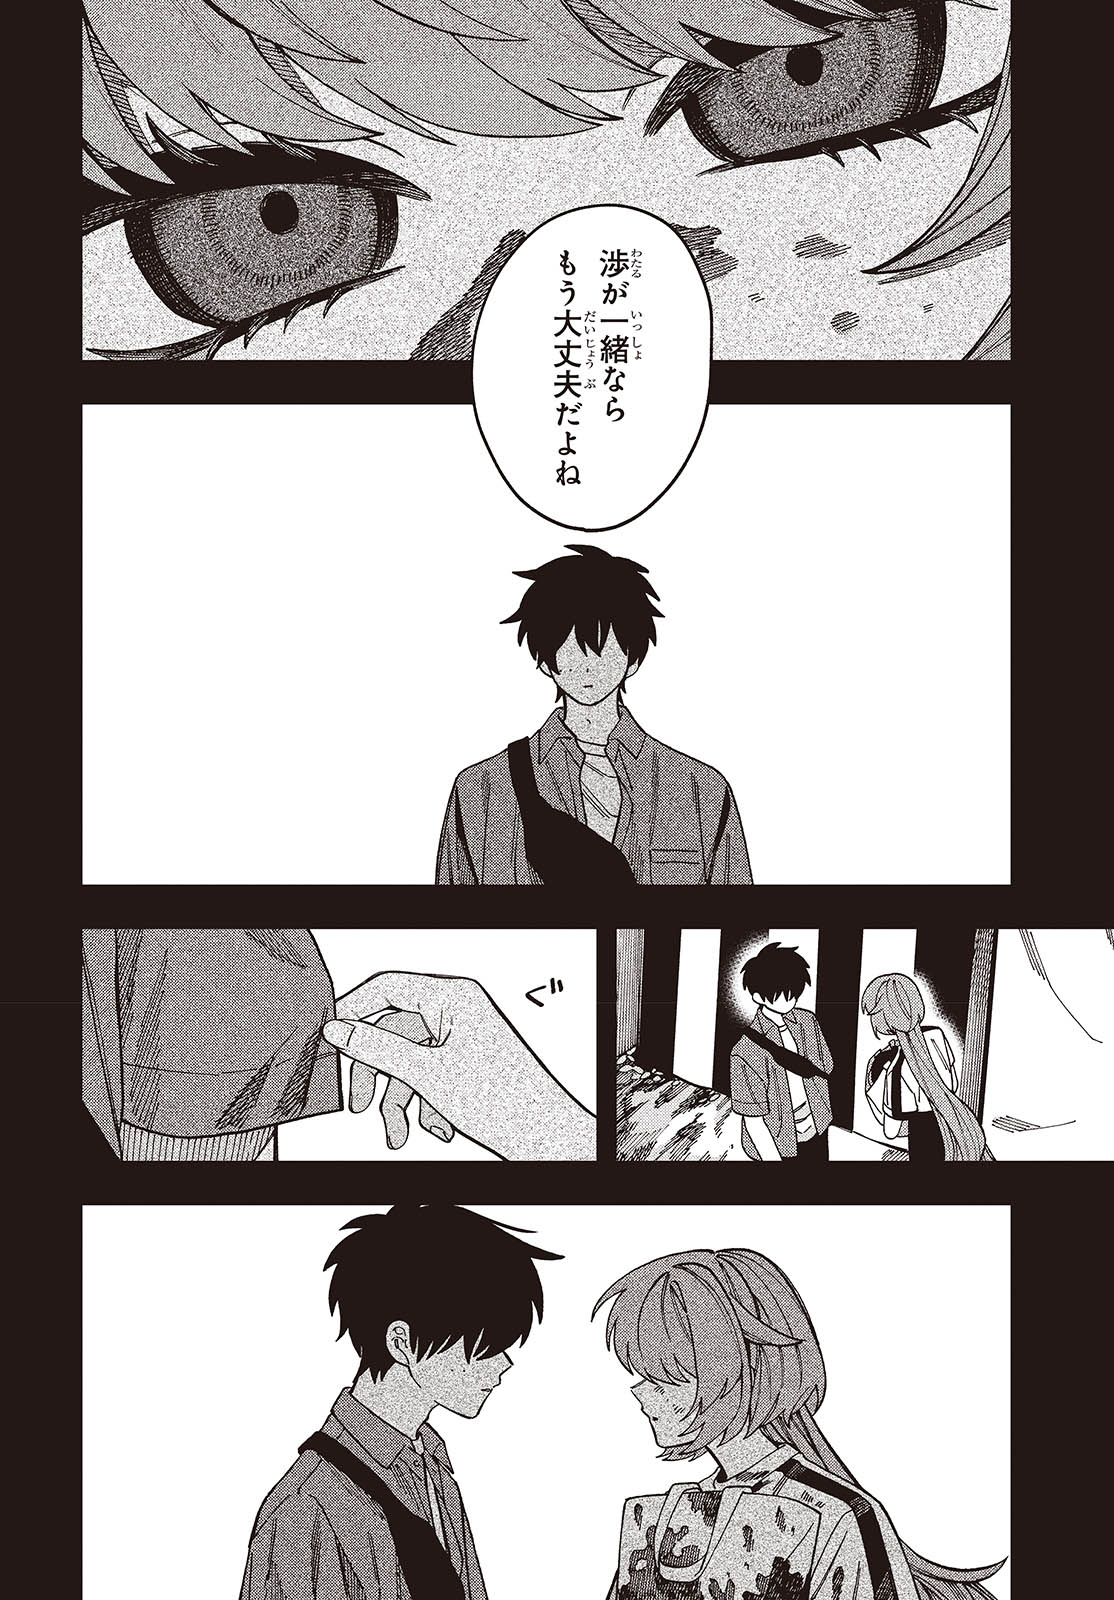 渉が一緒なら
もう大丈夫だよね
ぐ